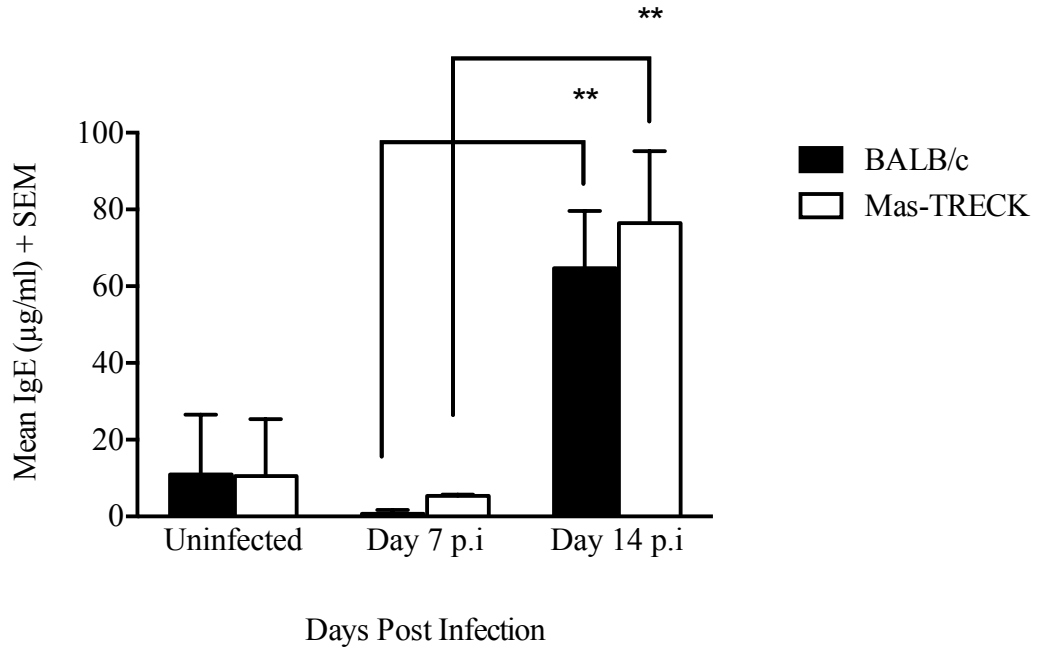 **
**
100
80
60
40
20
0
Mean IgE (µg/ml) + SEM
BALB/c
Mas-TRECK
Uninfected Day 7 p.i Day 14 p.i
Days Post Infection